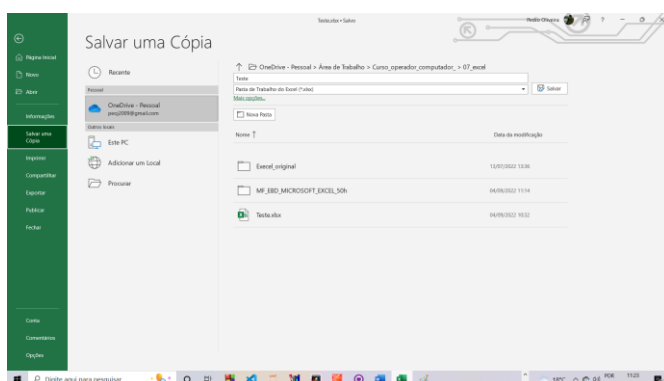 Teste.xlsx • Salvo
Pedro Oliveira
?
Salvar uma Cópia
Página Inicial
Novo
Abrir
Informações
Salvar uma
Cópia
Imprimir
Compartilhar
Exportar
Publicar
Fechar
Conta
Comentários
Opções
Recente
Pessoal
OneDrive - Pessoal
Outros locais
Este PC
Adicionar um Local
Procurar
OneDrive - Pessoal > Área de Trabalho > Curso_operador_computador_ > 07_excel
Teste
Pasta de Trabalho do Excel (*.xlsx)
Salvar
Mais opções...
Nova Pasta
Nome ↑ Data da modificação
Execel_original 13/07/2022 13:36
MF_EBD_MICROSOFT_EXCEL_50h 04/09/2022 11:14
Teste.xlsx 04/09/2022 10:32
Digite aqui para pesquisar
18°C
POR
11:23